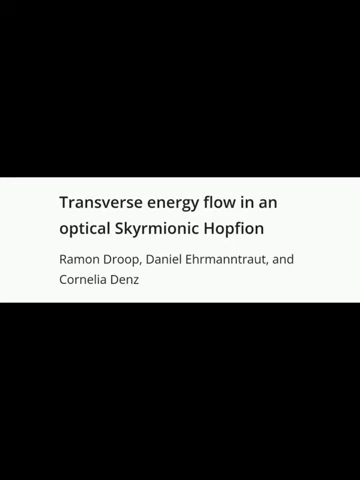 Transverse energy flow in an
optical Skyrmionic Hopfion
Ramon Droop, Daniel Ehrmanntraut, and
Cornelia Denz